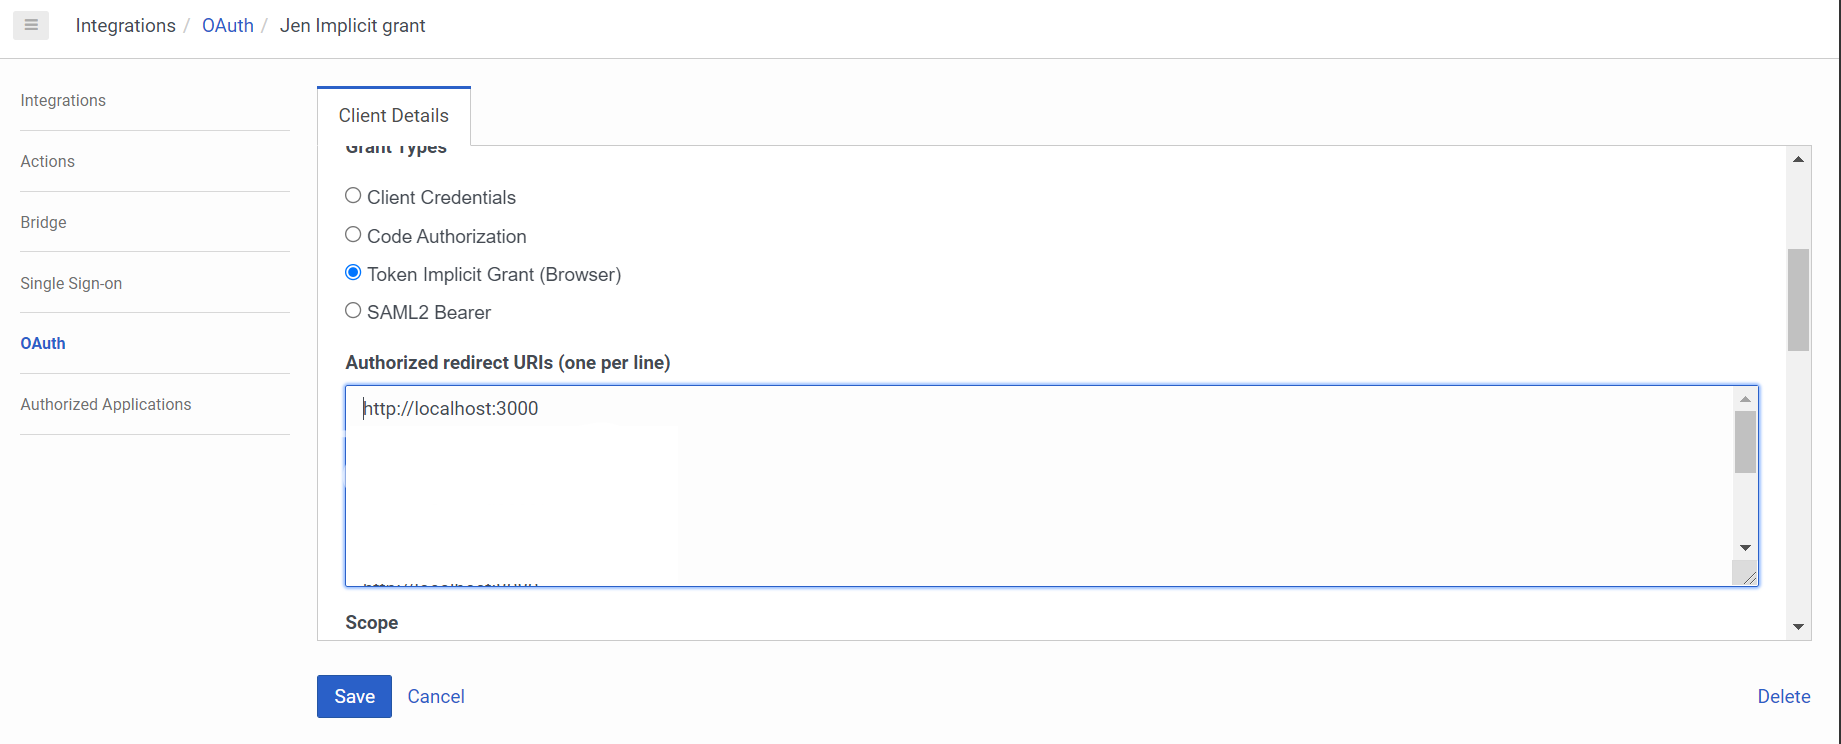 Integrations / OAuth / Jen Implicit grant
Integrations
Actions
Bridge
Single Sign-on
OAuth
Authorized Applications
Client Details
Grant Types
Client Credentials
Code Authorization
Token Implicit Grant (Browser)
SAML2 Bearer
Authorized redirect URIs (one per line)
http://localhost:3000
Scope
Save
Cancel
Delete